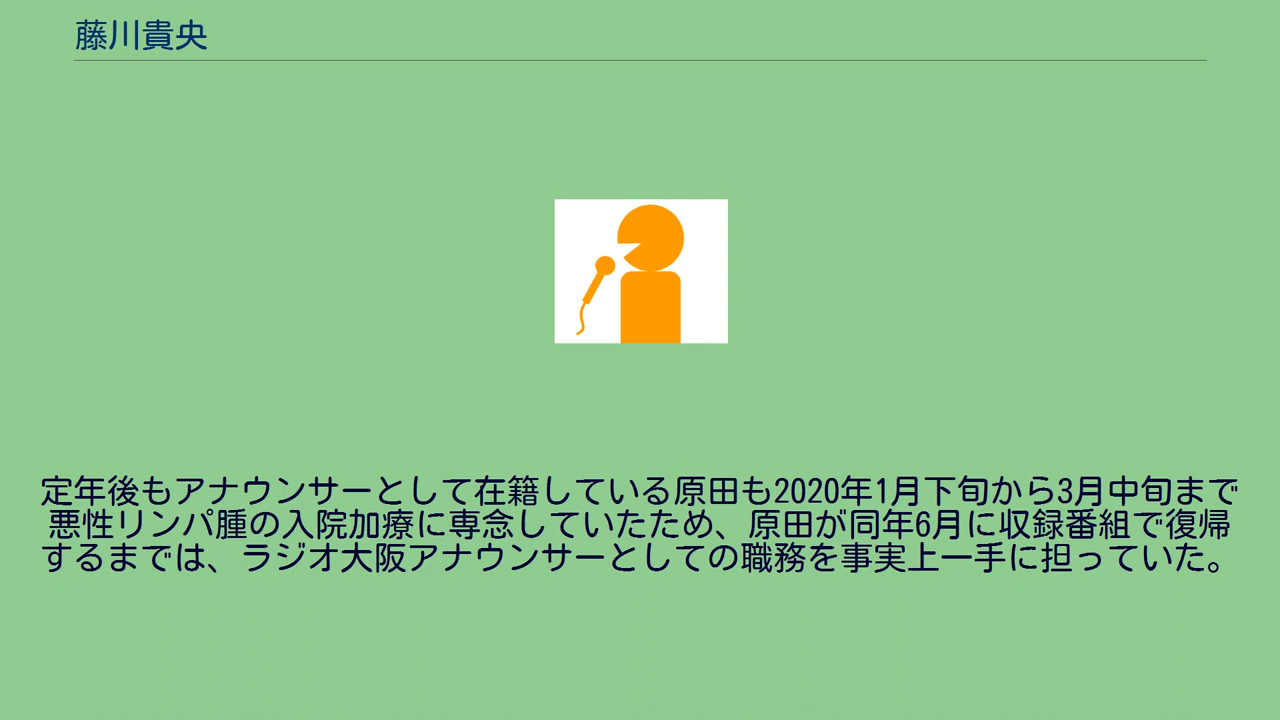 藤川貴央
定年後もアナウンサーとして在籍している原田も2020年1月下旬から3月中旬まで
悪性リンパ腫の入院加療に専念していたため、原田が同年6月に収録番組で復帰
するまでは、ラジオ大阪アナウンサーとしての職務を事実上一手に担っていた。